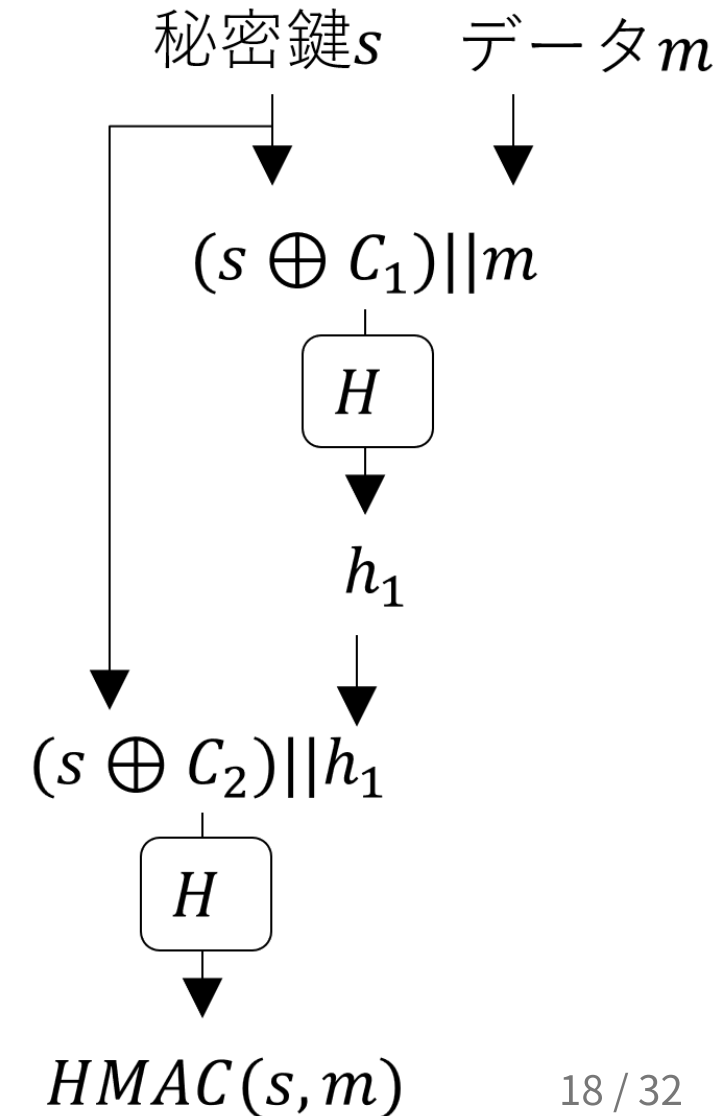 秘密鍵s データm
(s ⊕ C₁)||m
H
h₁
(s ⊕ C₂)||h₁
H
HMAC(s, m)
18 / 32